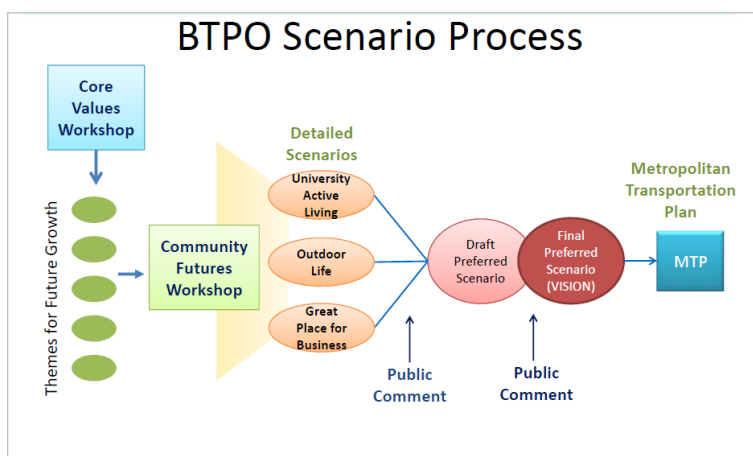 BTPO Scenario Process
Core
Values
Workshop
Themes for Future Growth
Community
Futures
Workshop
Detailed
Scenarios
University
Active
Living
Outdoor
Life
Great
Place for
Business
Draft
Preferred
Scenario
Final
Preferred
Scenario
(VISION)
Metropolitan
Transportation
Plan
MTP
Public
Comment
Public
Comment